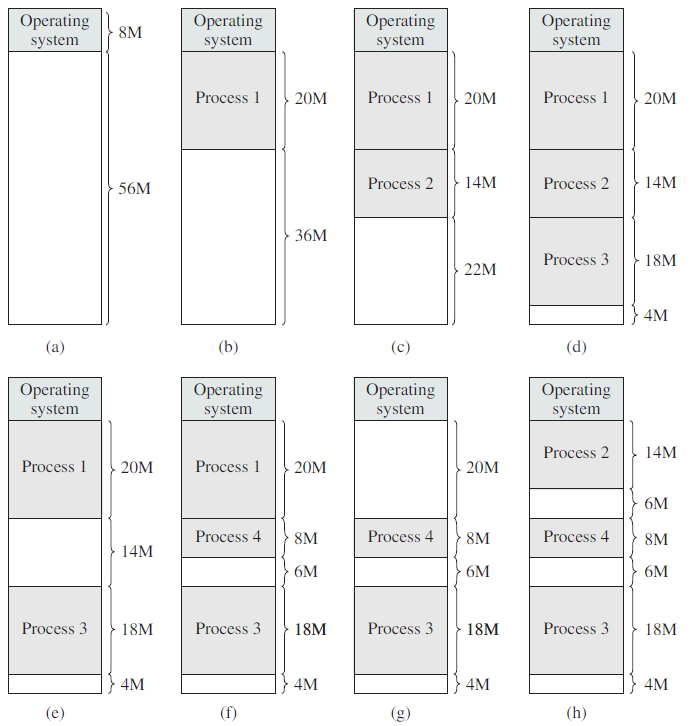 Operating
system
8M
56M
(a)
Operating
system
Process 1
20M
36M
(b)
Operating
system
Process 1
20M
Process 2
14M
22M
(c)
Operating
system
Process 1
20M
Process 2
14M
Process 3
18M
4M
(d)
Operating
system
Process 1
20M
14M
Process 3
18M
4M
(e)
Operating
system
Process 1
20M
Process 4
8M
6M
Process 3
18M
4M
(f)
Operating
system
20M
Process 4
8M
6M
Process 3
18M
4M
(g)
Operating
system
Process 2
14M
6M
Process 4
8M
6M
Process 3
18M
4M
(h)